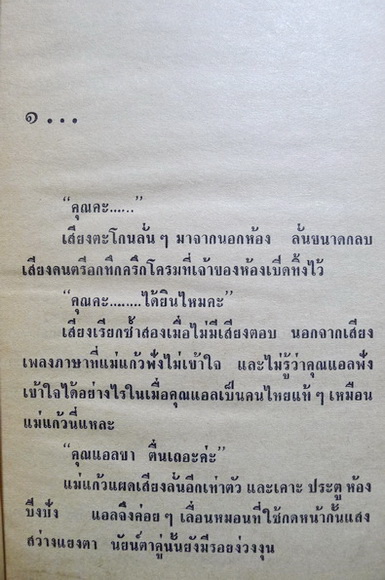 ๑...
“คุณคะ......”
เสียงตะโกนลั่น ๆ มาจากนอกห้อง ลั่นขนาดกลบ
เสียงดนตรีอึกทึกครึกโครมที่เจ้าของห้องเปิดทิ้งไว้
“คุณคะ........ได้ยินไหมคะ”
เสียงเรียกซ้ำสองเมื่อไม่มีเสียงตอบ นอกจากเสียง
เพลงภาษาที่แม่แก้วฟังไม่เข้าใจ และไม่รู้ว่าคุณแอลฟัง
เข้าใจได้อย่างไรในเมื่อคุณแอลเป็นคนไทยแท้ ๆ เหมือน
แม่แก้วนี่แหละ
“คุณแอลขา ตื่นเถอะค่ะ”
แม่แก้วแผดเสียงลั่นอีกเท่าตัว และเคาะ ประตู ห้อง
ปึงปัง แอลจึงค่อย ๆ เลื่อนหมอนที่ใช้กดหน้ากั้นแสง
สว่างแยงตา นัยน์ตาคู่นั้นยังมีรอยง่วงงุน